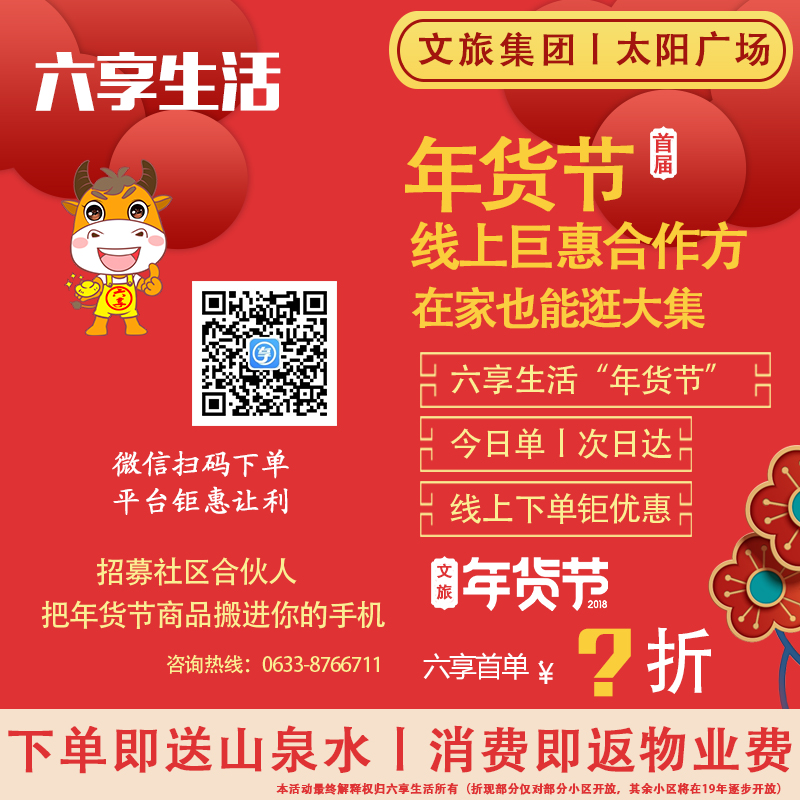 六享生活
文旅集团丨太阳广场
年货节
首届
线上巨惠合作方
在家也能逛大集
六享
享
六享生活“年货节”
今日单丨次日达
线上下单钜优惠
微信扫码下单
平台钜惠让利
招募社区合伙人
把年货节商品搬进你的手机
咨询热线：0633-8766711
文旅
年货节
2018
六享首单 ¥ ? 折
下单即送山泉水丨消费即返物业费
本活动最终解释权归六享生活所有（折现部分仅对部分小区开放，其余小区将在19年逐步开放）